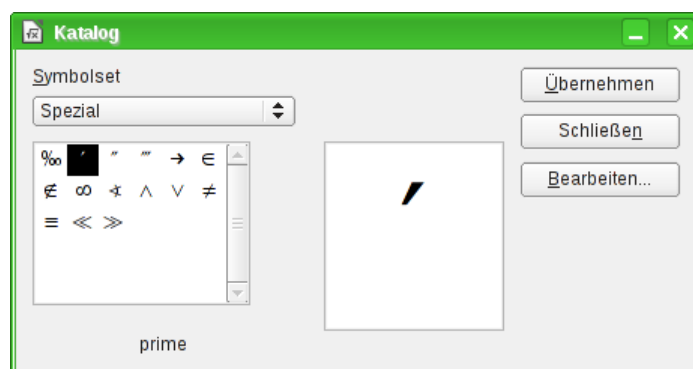 Katalog
Symbolset
Spezial
Übernehmen
Schließen
Bearbeiten...
‰ ′ ″ ‴ → ∈
∉ ∞ ∢ ∧ ∨ ≠
≡ ≪ ≫
′
prime